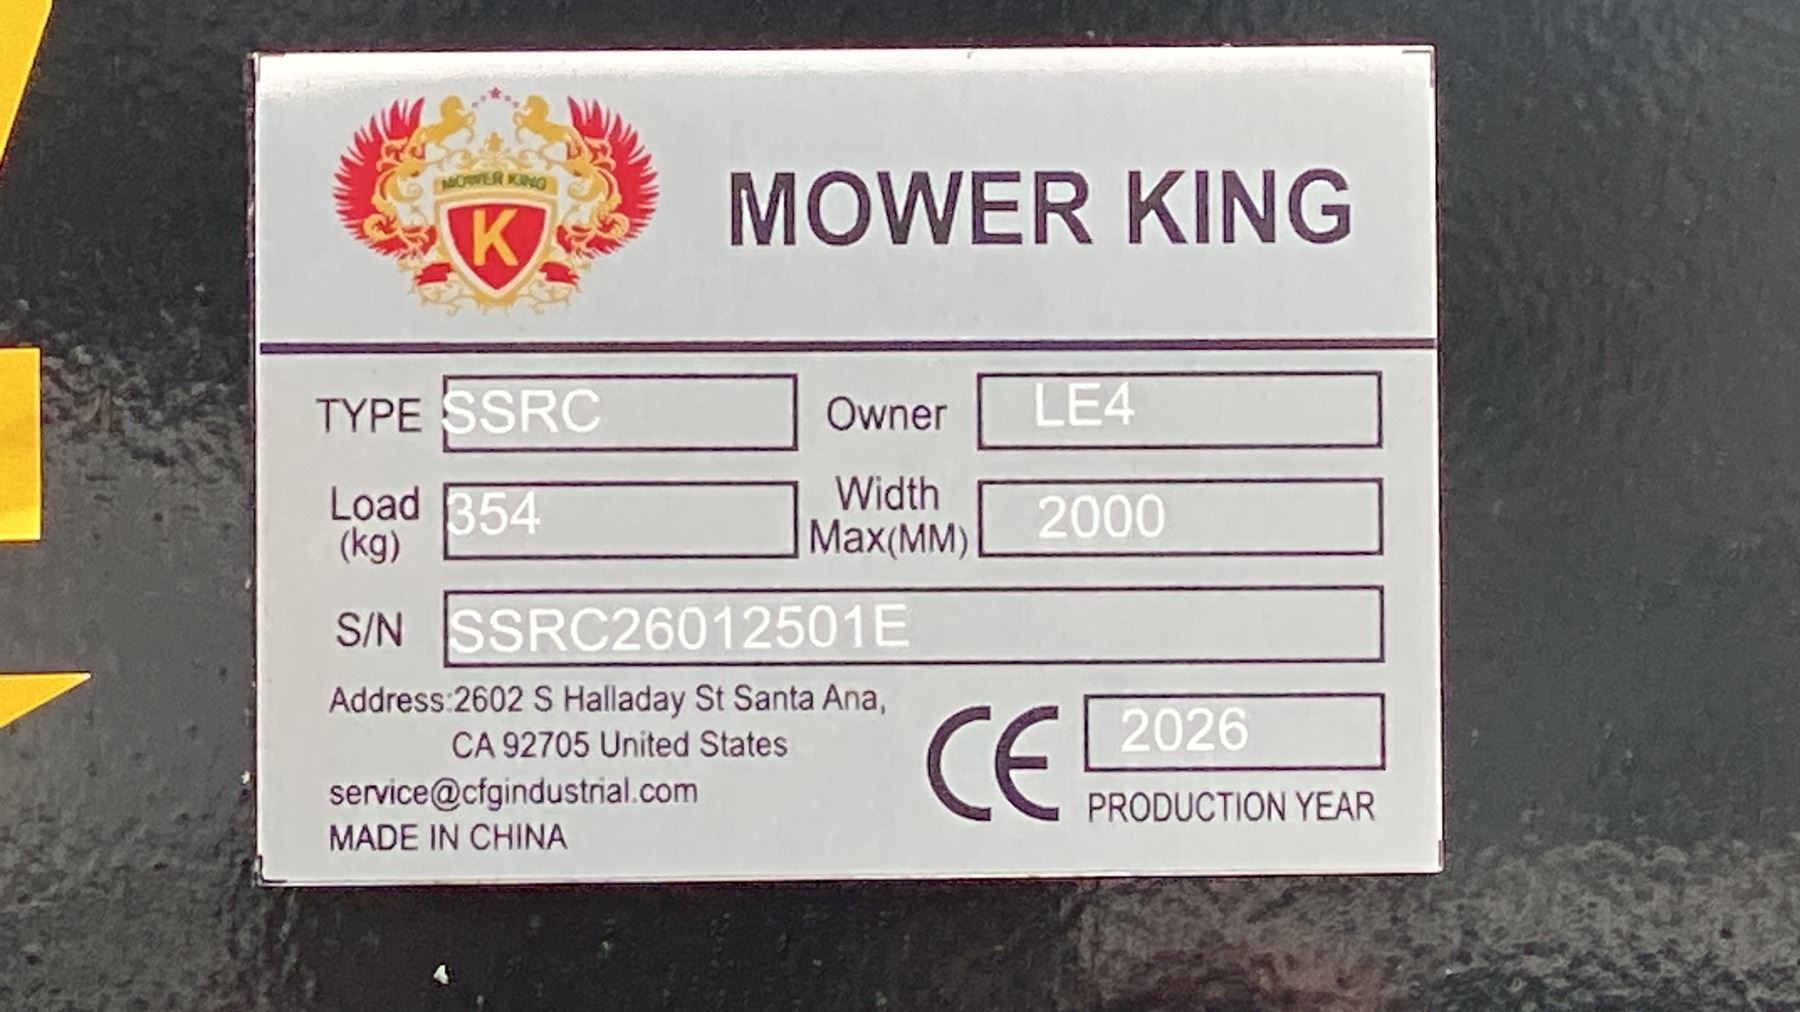 MOWER KING
K
MOWER KING
TYPE SSRC Owner LE4
Load (kg) 354 Width Max(MM) 2000
S/N SSRC26012501E
Address:2602 S Halladay St Santa Ana,
CA 92705 United States
service@cfgindustrial.com
MADE IN CHINA
CE 2026
PRODUCTION YEAR